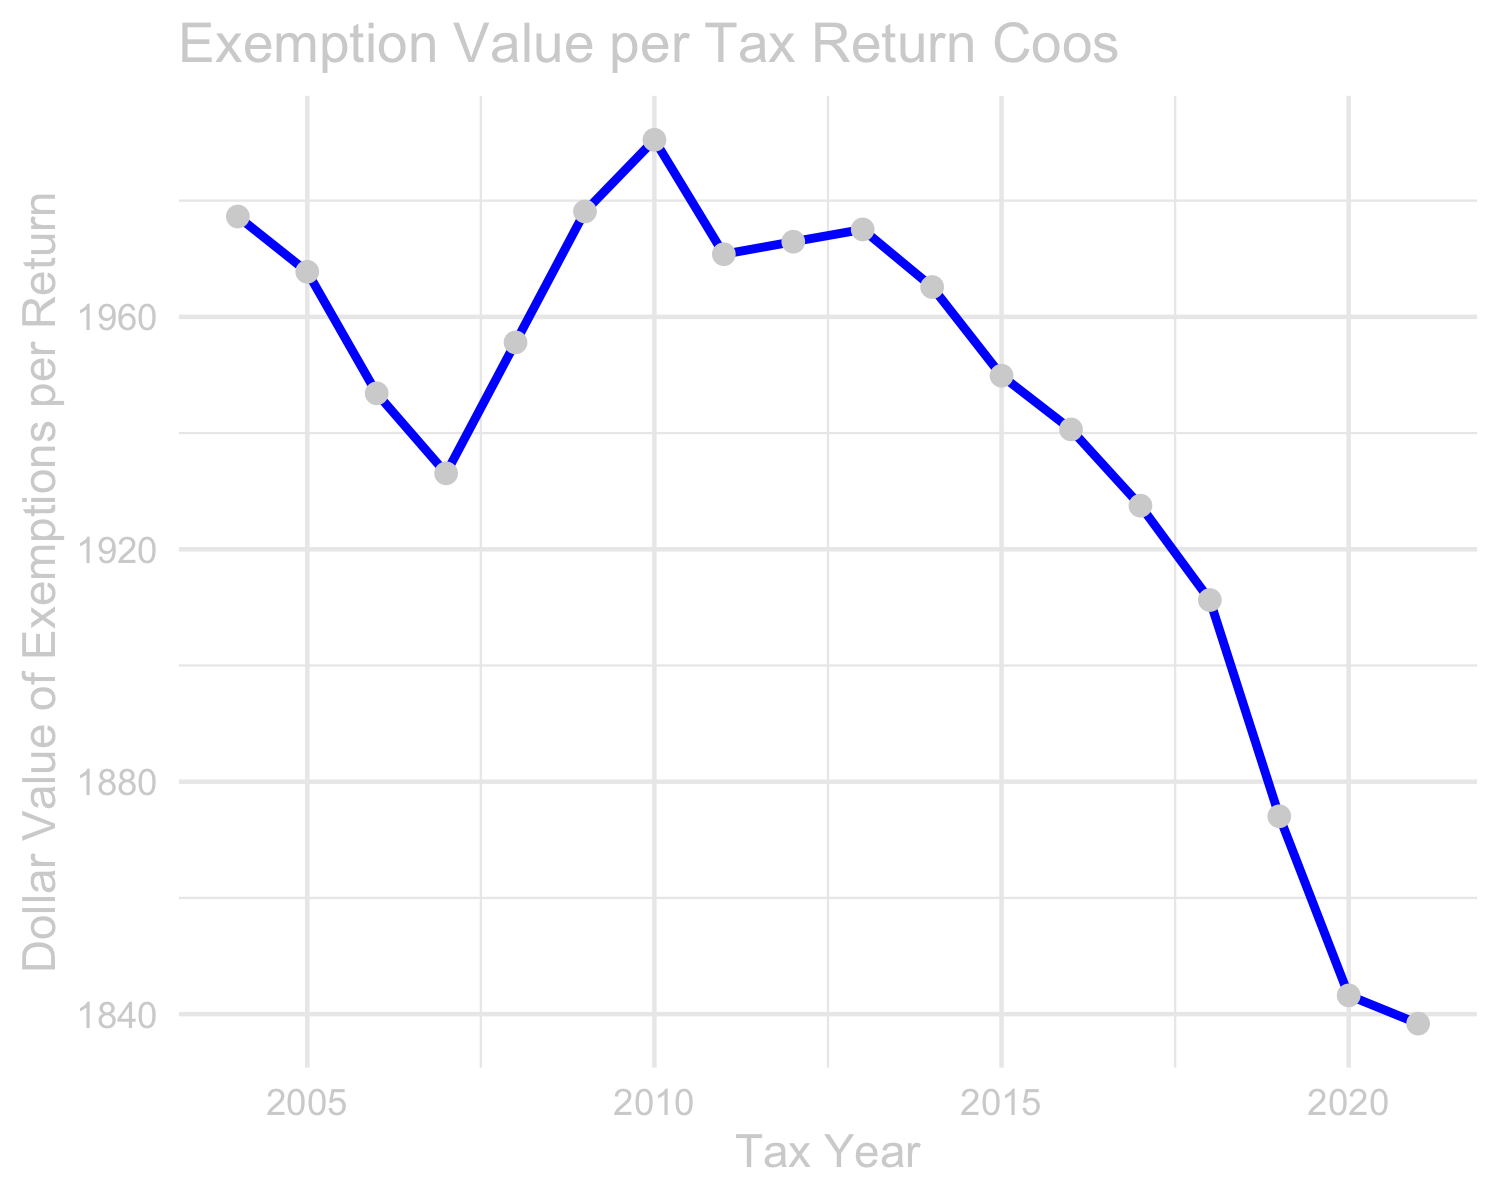 Exemption Value per Tax Return Coos
Dollar Value of Exemptions per Return
1960
1920
1880
1840
2005
2010
2015
2020
Tax Year